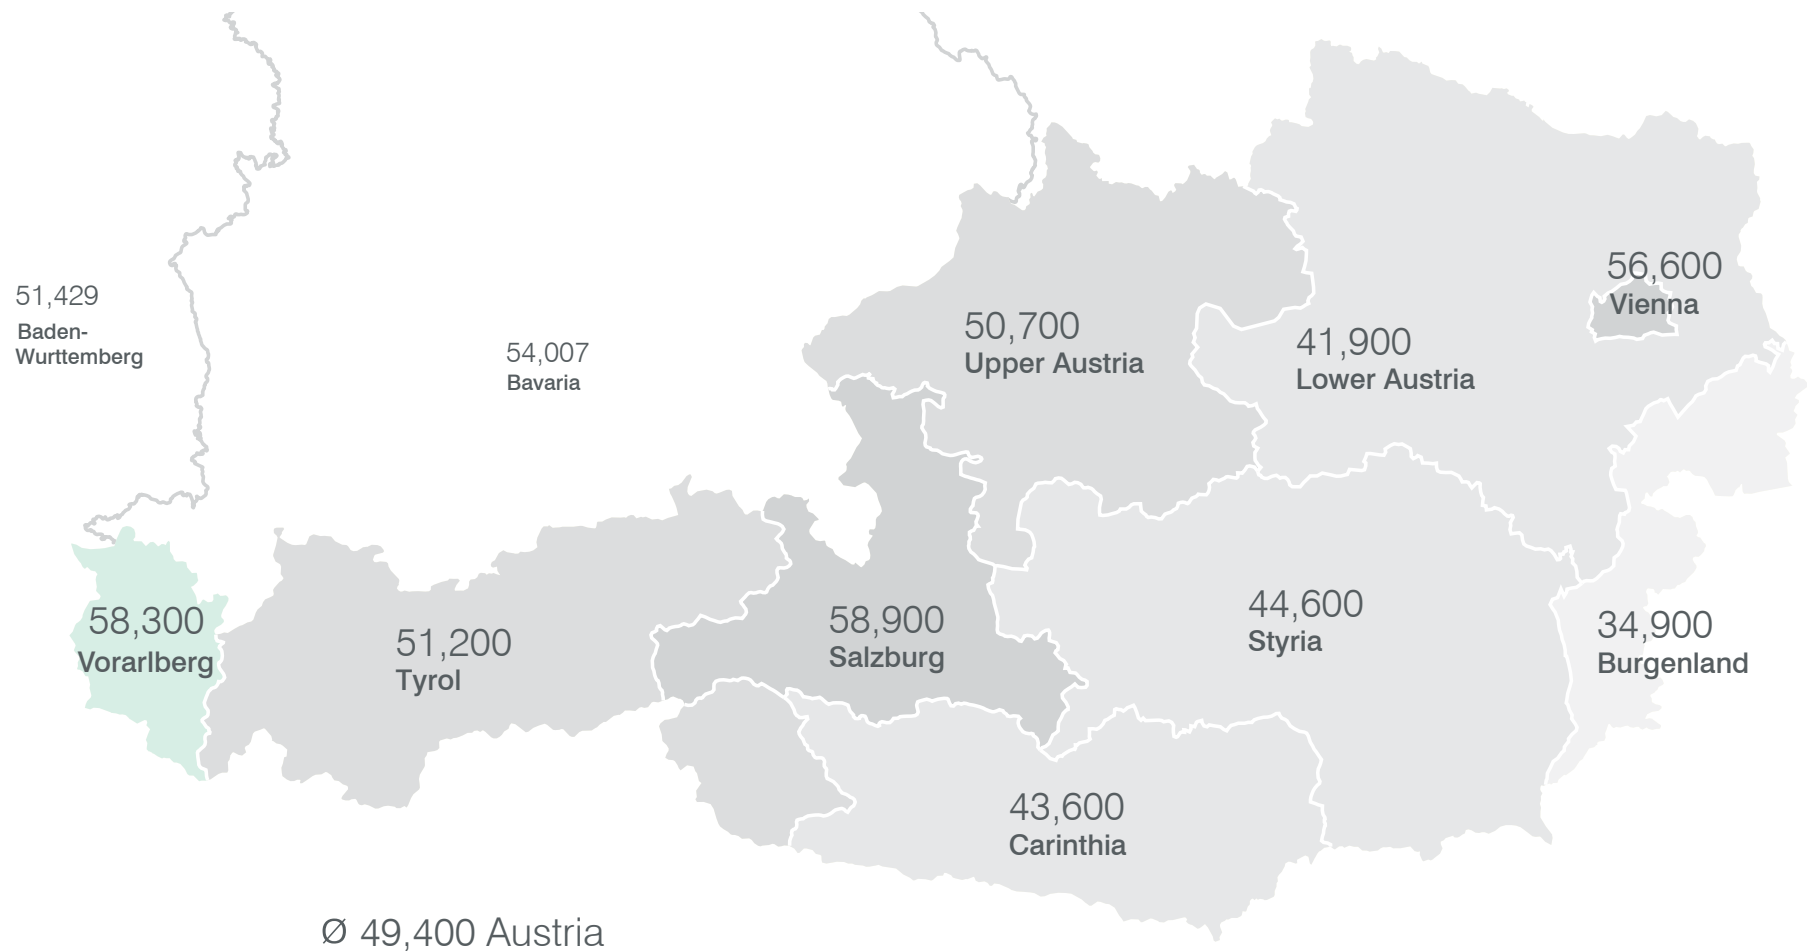 51,429
Baden-
Wurttemberg
54,007
Bavaria
50,700
Upper Austria
41,900
Lower Austria
56,600
Vienna
58,300
Vorarlberg
51,200
Tyrol
58,900
Salzburg
44,600
Styria
34,900
Burgenland
43,600
Carinthia
Ø 49,400 Austria